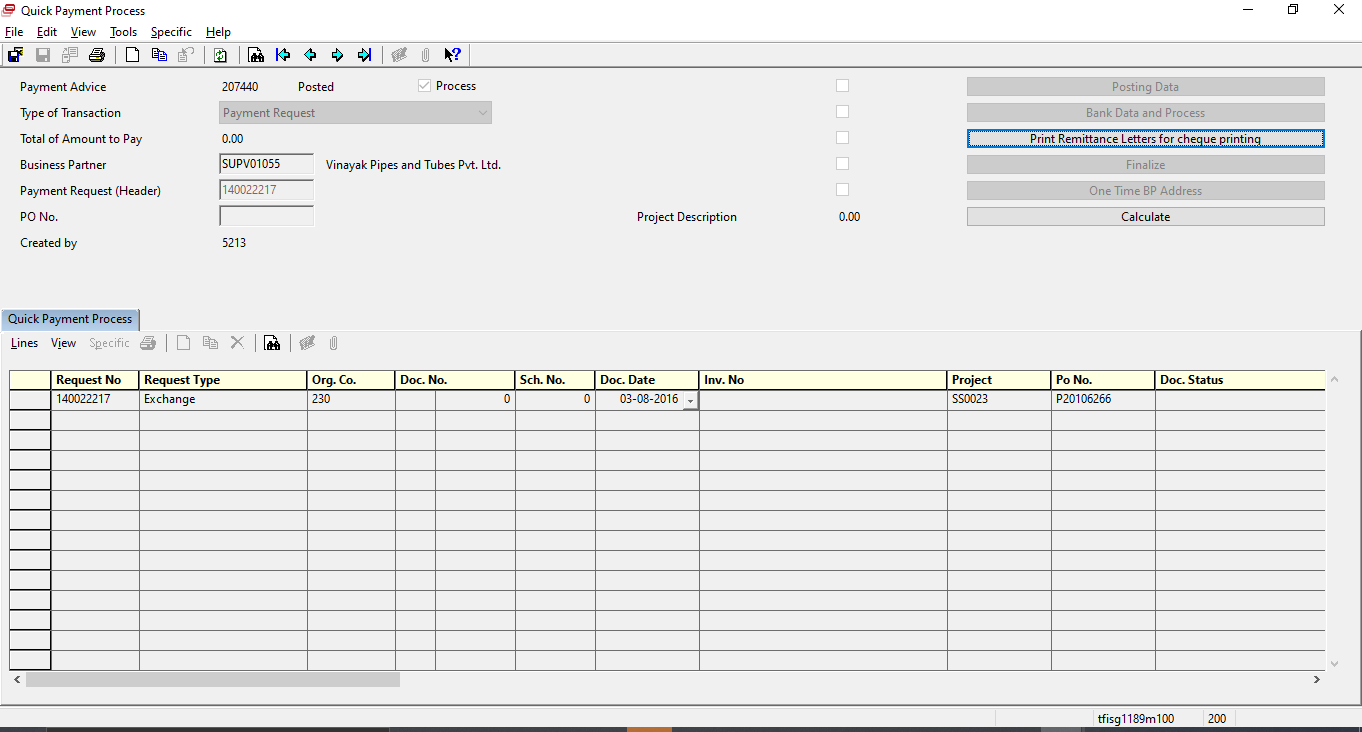 Quick Payment Process
File Edit View Tools Specific Help
Payment Advice 207440 Posted Process Posting Data
Type of Transaction Payment Request Bank Data and Process
Total of Amount to Pay 0.00 Print Remittance Letters for cheque printing
Business Partner SUPV01055 Vinayak Pipes and Tubes Pvt. Ltd. Finalize
Payment Request (Header) 140022217 One Time BP Address
PO No. Project Description 0.00 Calculate
Created by 5213
Quick Payment Process
Lines View Specific
Request No Request Type Org. Co. Doc. No. Sch. No. Doc. Date Inv. No Project Po No. Doc. Status
140022217 Exchange 230 0 0 03-08-2016 SS0023 P20106266
tfisg1189m100 200